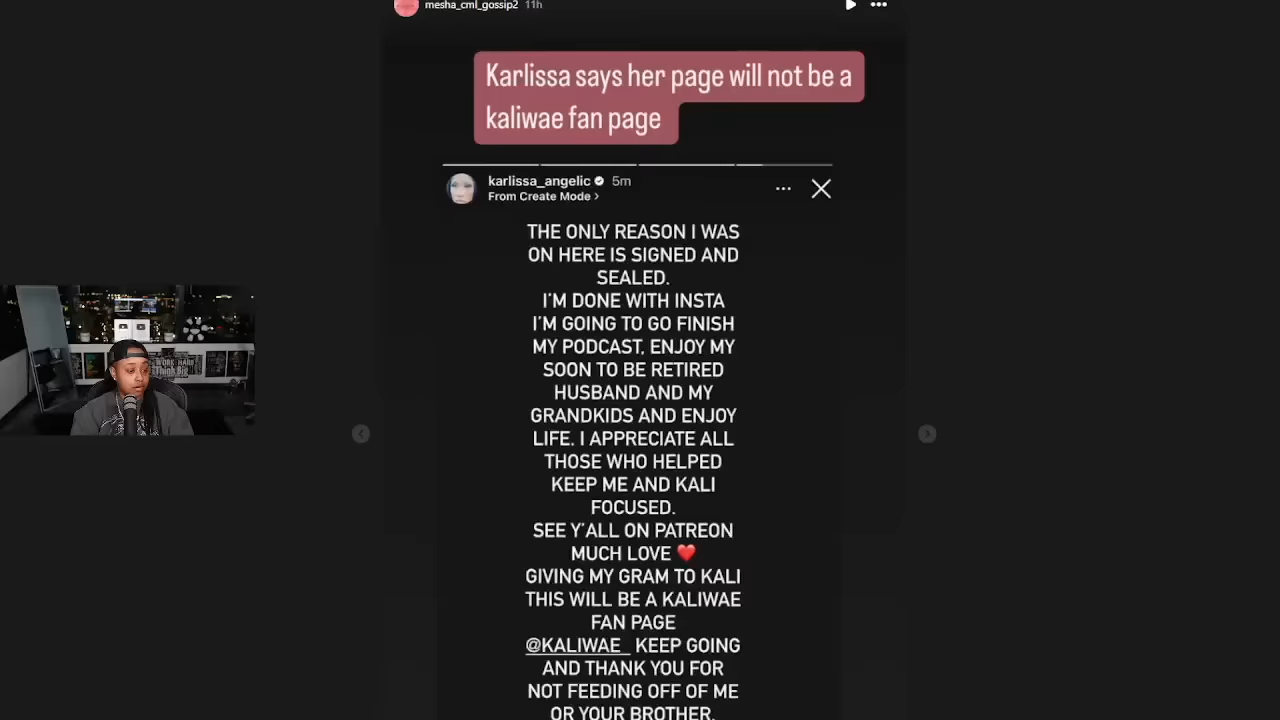 mesha_cml_gossip2 11h
Karlissa says her page will not be a
kaliwae fan page
karlissa_angelic 5m
From Create Mode >
THE ONLY REASON I WAS
ON HERE IS SIGNED AND
SEALED.
I'M DONE WITH INSTA
I'M GOING TO GO FINISH
MY PODCAST, ENJOY MY
SOON TO BE RETIRED
HUSBAND AND MY
GRANDKIDS AND ENJOY
LIFE. I APPRECIATE ALL
THOSE WHO HELPED
KEEP ME AND KALI
FOCUSED.
SEE Y'ALL ON PATREON
MUCH LOVE ❤️
GIVING MY GRAM TO KALI
THIS WILL BE A KALIWAE
FAN PAGE
@KALIWAE_ KEEP GOING
AND THANK YOU FOR
NOT FEEDING OFF OF ME
OR YOUR BROTHER.
WORK HARD
Think Big